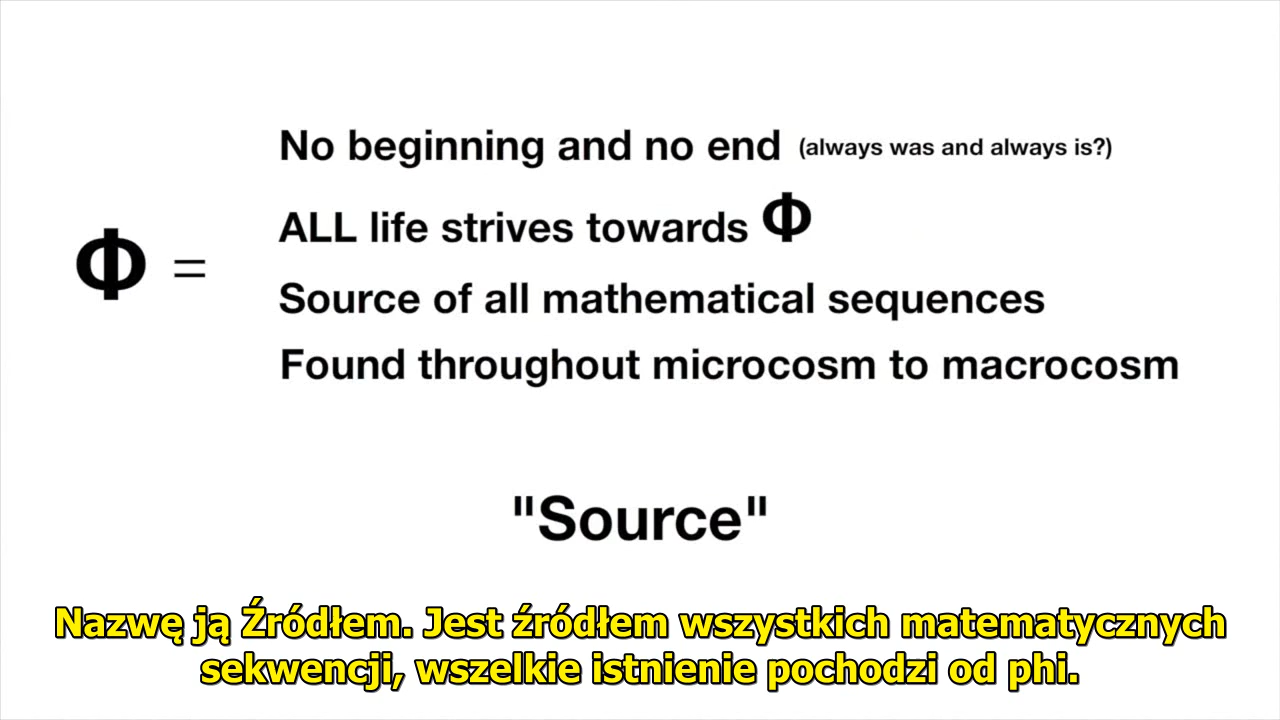 No beginning and no end (always was and always is?)
ALL life strives towards Φ
Φ =
Source of all mathematical sequences
Found throughout microcosm to macrocosm
"Source"
Nazwę ją Źródłem. Jest źródłem wszystkich matematycznych
sekwencji, wszelkie istnienie pochodzi od phi.